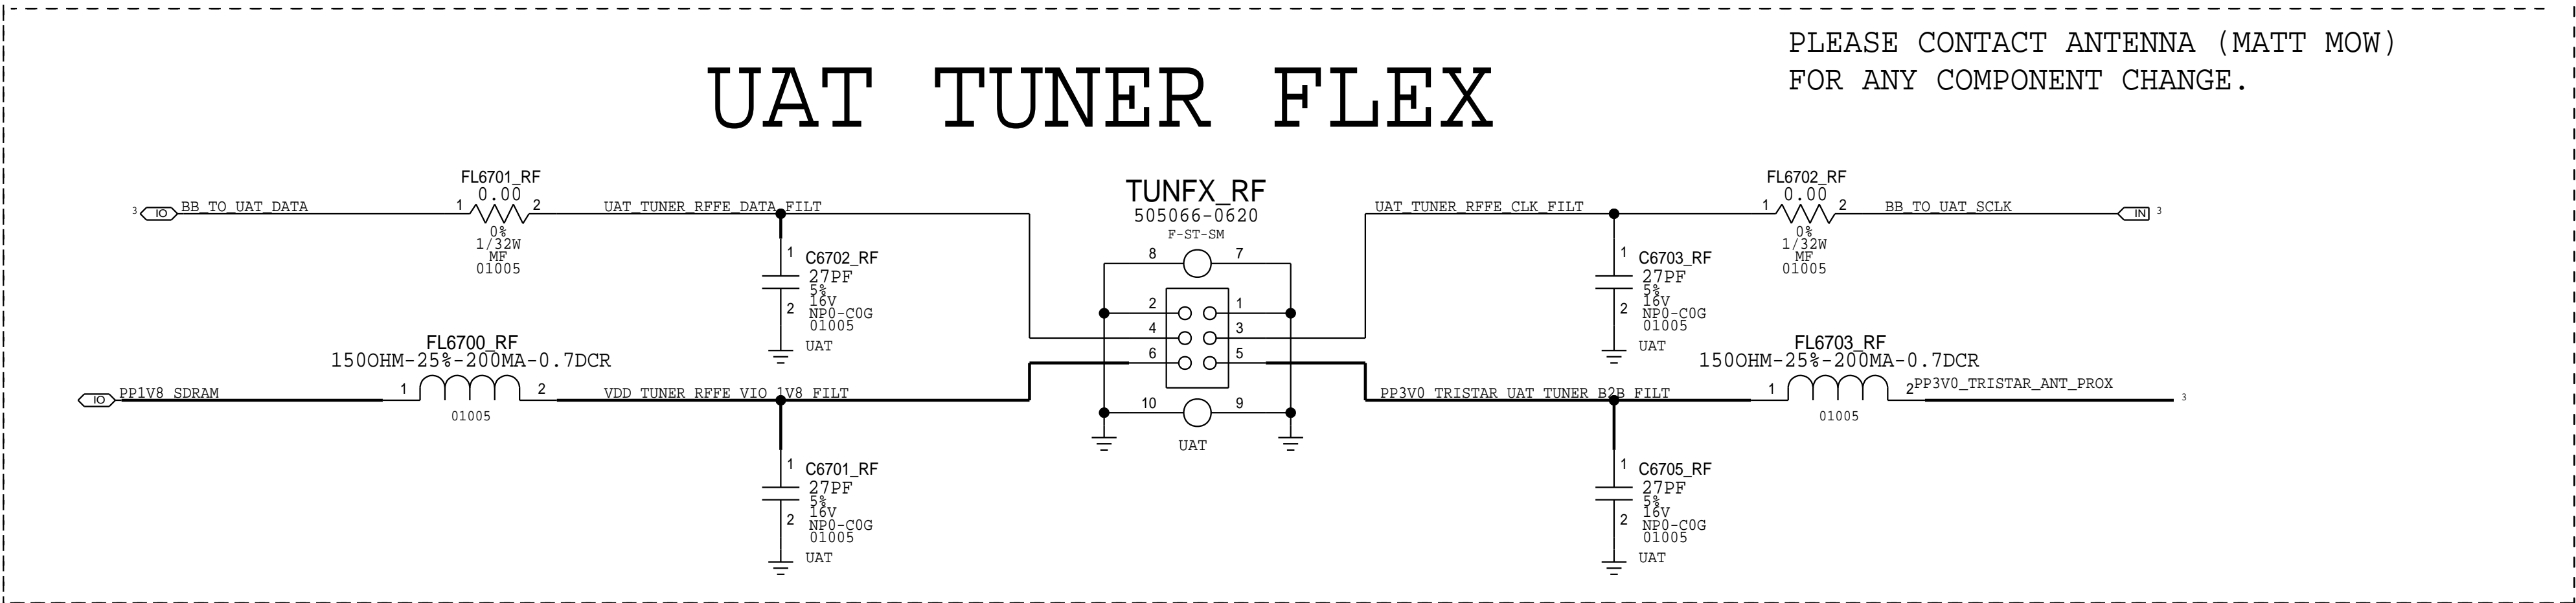 PLEASE CONTACT ANTENNA (MATT MOW)
FOR ANY COMPONENT CHANGE.
UAT TUNER FLEX
FL6701_RF
0.00
3 IO BB_TO_UAT_DATA
1 2
0%
1/32W
MF
01005
UAT_TUNER_RFFE_DATA_FILT
1
C6702_RF
27PF
5%
16V
2
NP0-C0G
01005
UAT
FL6700_RF
150OHM-25%-200MA-0.7DCR
IO PP1V8_SDRAM
1 2
01005
VDD_TUNER_RFFE_VIO_1V8_FILT
1
C6701_RF
27PF
5%
16V
2
NP0-C0G
01005
UAT
TUNFX_RF
505066-0620
F-ST-SM
8 7
2 1
4 3
6 5
10 9
UAT
UAT_TUNER_RFFE_CLK_FILT
1
C6703_RF
27PF
5%
16V
2
NP0-C0G
01005
UAT
FL6702_RF
0.00
1 2
0%
1/32W
MF
01005
BB_TO_UAT_SCLK
IN 3
FL6703_RF
150OHM-25%-200MA-0.7DCR
PP3V0_TRISTAR_UAT_TUNER_B2B_FILT
1 2
01005
PP3V0_TRISTAR_ANT_PROX
3
1
C6705_RF
27PF
5%
16V
2
NP0-C0G
01005
UAT